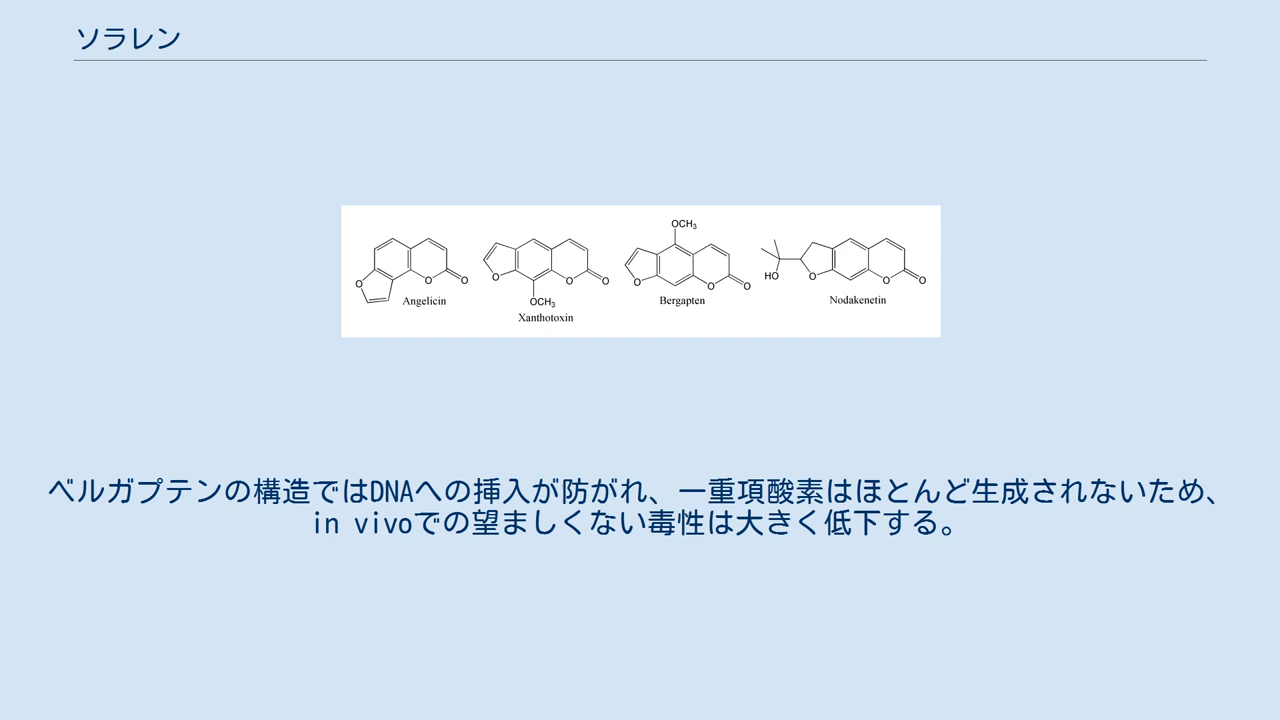 ソラレン
OCH3
O
O
O
O
O
O
OCH3
O
O
O
HO
O
O
O
Angelicin
Xanthotoxin
Bergapten
Nodakenetin
ベルガプテンの構造ではDNAへの挿入が防がれ、一重項酸素はほとんど生成されないため、
in vivoでの望ましくない毒性は大きく低下する。